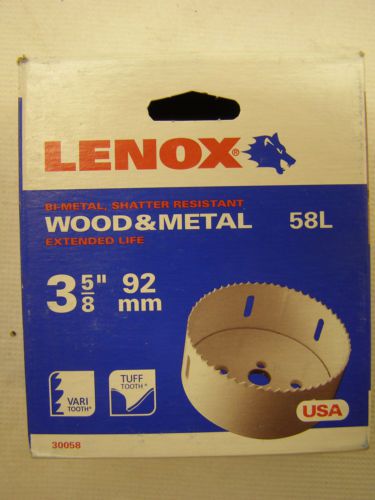 LENOX®
BI-METAL, SHATTER RESISTANT
WOOD&METAL 58L
EXTENDED LIFE
3 5/8" 92 mm
VARI TOOTH®
TUFF TOOTH®
USA
30058